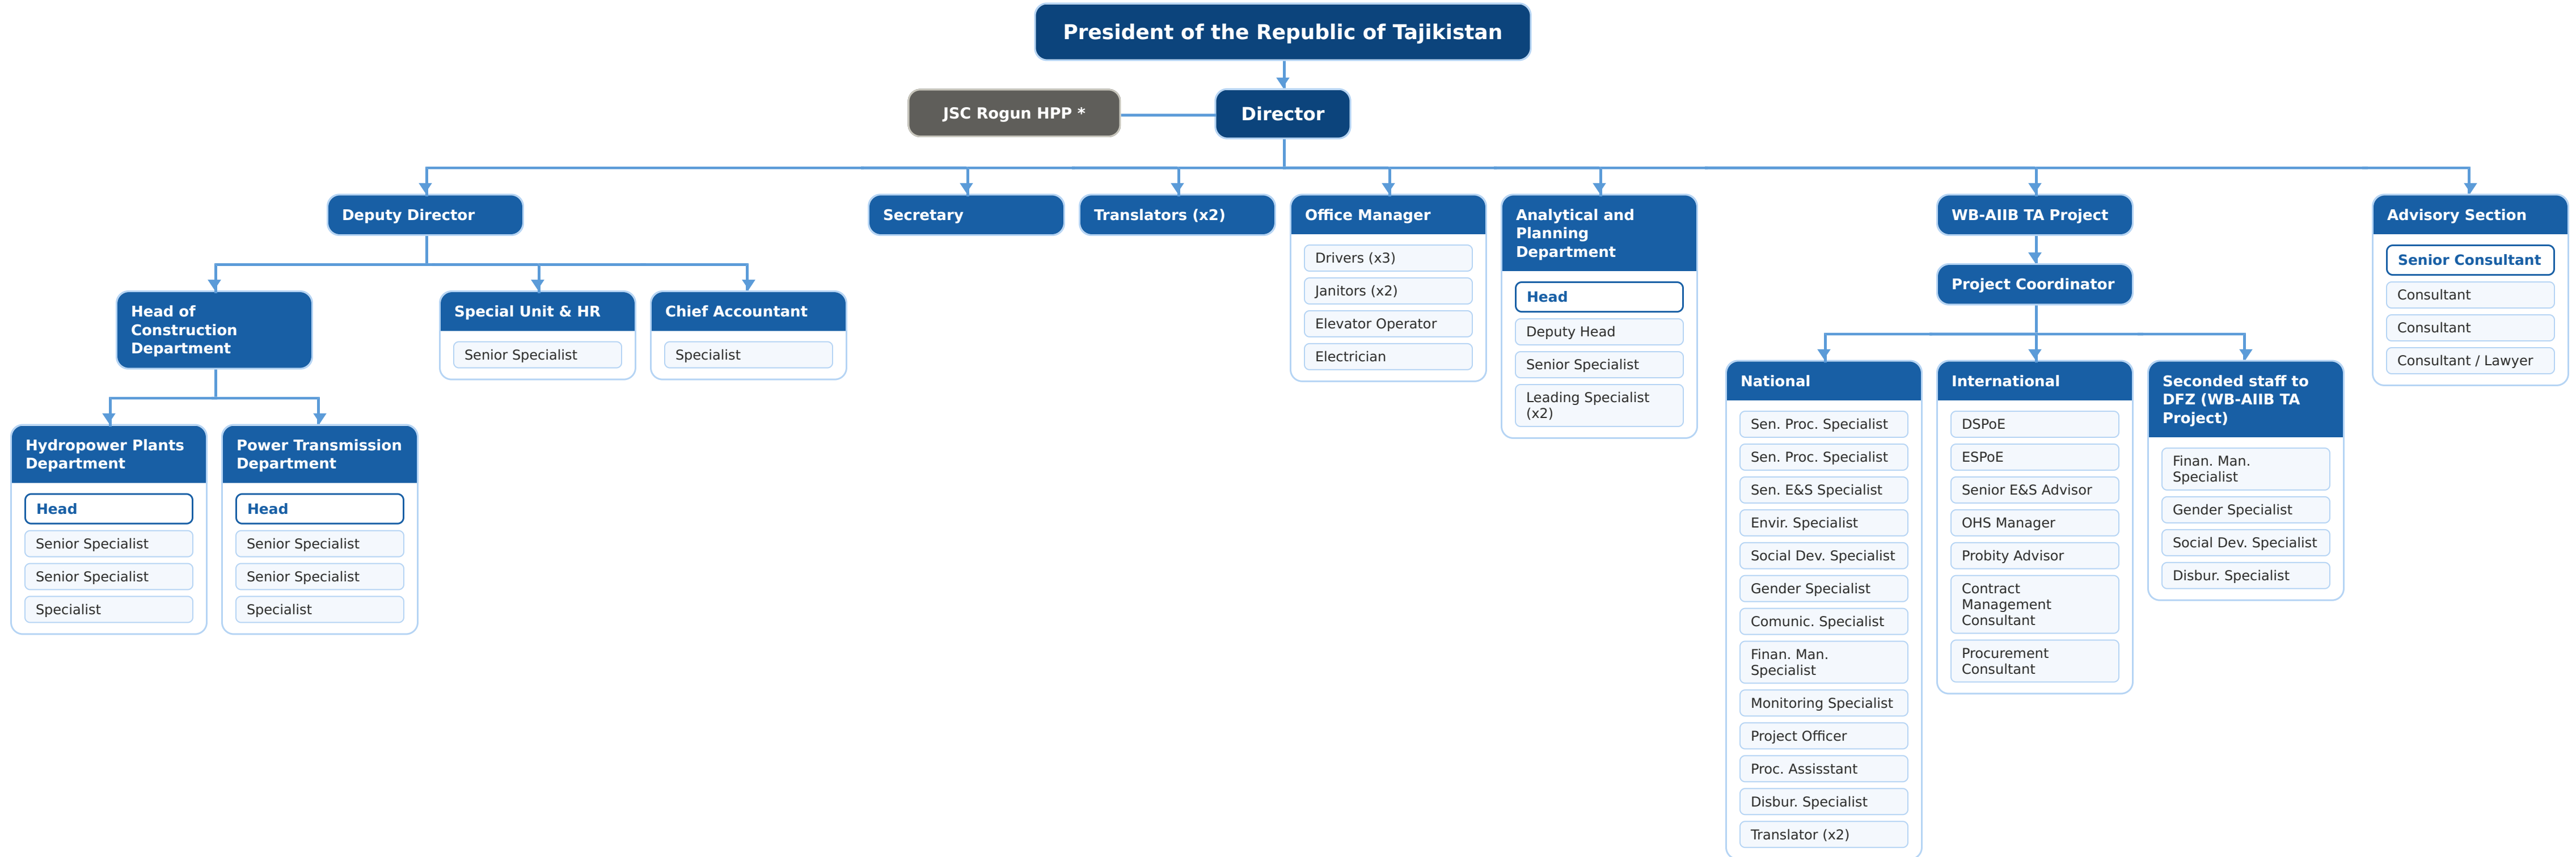 President of the Republic of Tajikistan
JSC Rogun HPP *
Director
Deputy Director
Secretary
Translators (x2)
Office Manager
Drivers (x3)
Janitors (x2)
Elevator Operator
Electrician
Analytical and
Planning
Department
Head
Deputy Head
Senior Specialist
Leading Specialist
(x2)
WB-AIIB TA Project
Project Coordinator
Advisory Section
Senior Consultant
Consultant
Consultant
Consultant / Lawyer
Head of
Construction
Department
Special Unit & HR
Senior Specialist
Chief Accountant
Specialist
Hydropower Plants
Department
Head
Senior Specialist
Senior Specialist
Specialist
Power Transmission
Department
Head
Senior Specialist
Senior Specialist
Specialist
National
Sen. Proc. Specialist
Sen. Proc. Specialist
Sen. E&S Specialist
Envir. Specialist
Social Dev. Specialist
Gender Specialist
Comunic. Specialist
Finan. Man.
Specialist
Monitoring Specialist
Project Officer
Proc. Assisstant
Disbur. Specialist
Translator (x2)
International
DSPoE
ESPoE
Senior E&S Advisor
OHS Manager
Probity Advisor
Contract
Management
Consultant
Procurement
Consultant
Seconded staff to
DFZ (WB-AIIB TA
Project)
Finan. Man.
Specialist
Gender Specialist
Social Dev. Specialist
Disbur. Specialist